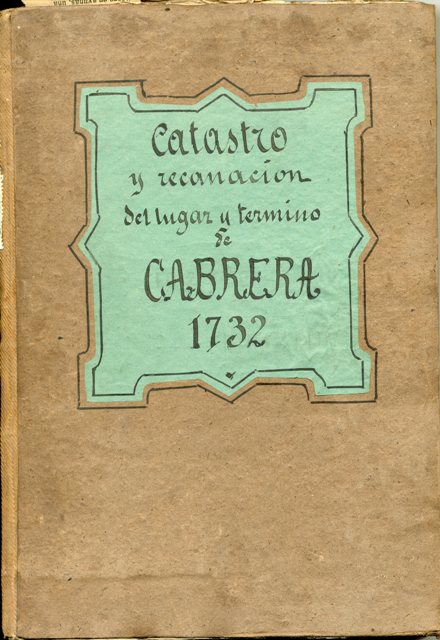 Catastro
y recanacion
del lugar y termino
de
CABRERA
1732